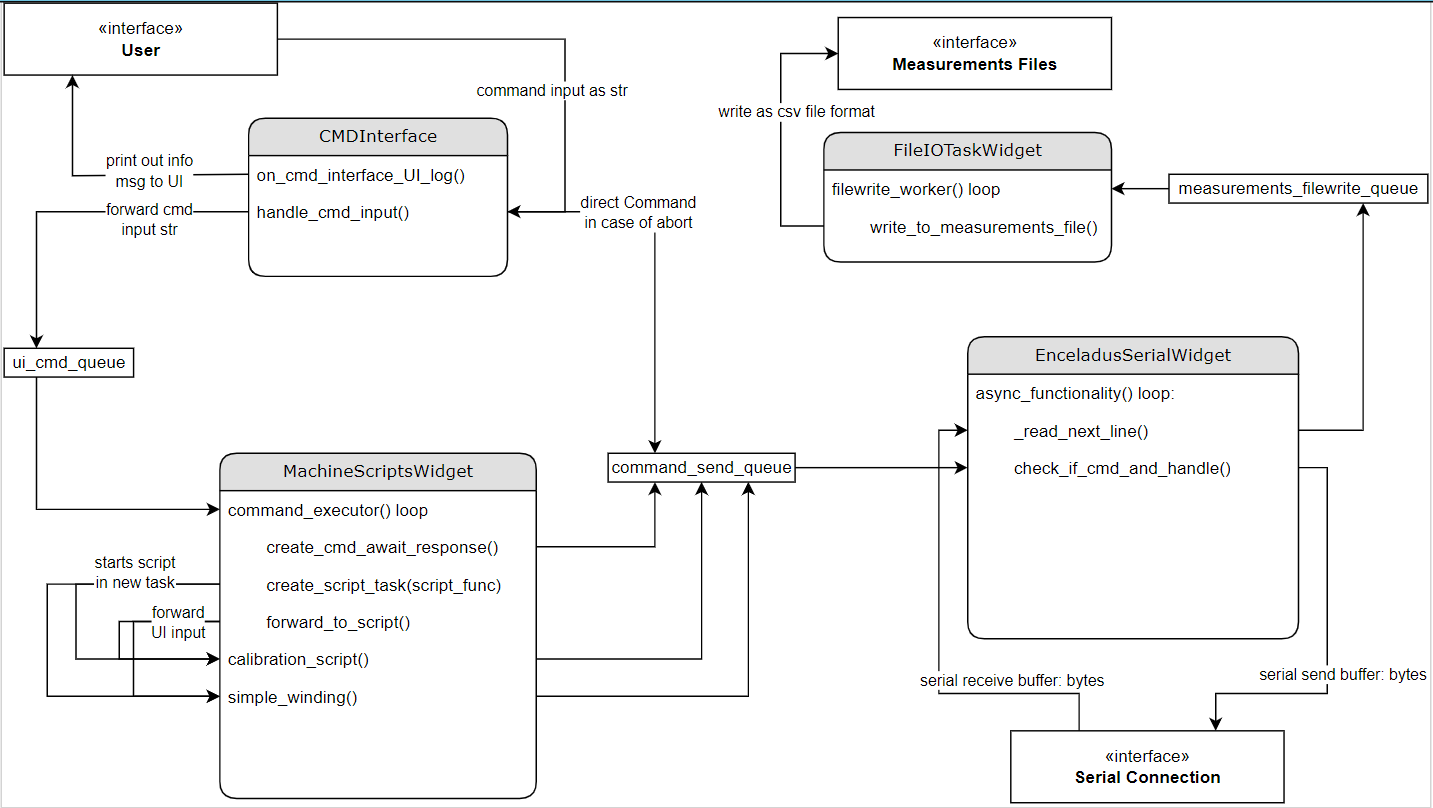 «interface»
User
command input as str
CMDInterface
on_cmd_interface_UI_log()
handle_cmd_input()
print out info
msg to UI
forward cmd
input str
direct Command
in case of abort
«interface»
Measurements Files
write as csv file format
FileIOTaskWidget
filewrite_worker() loop
write_to_measurements_file()
measurements_filewrite_queue
ui_cmd_queue
MachineScriptsWidget
command_executor() loop
create_cmd_await_response()
create_script_task(script_func)
forward_to_script()
calibration_script()
simple_winding()
starts script
in new task
forward
UI input
command_send_queue
EnceladusSerialWidget
async_functionality() loop:
_read_next_line()
check_if_cmd_and_handle()
serial receive buffer: bytes
serial send buffer: bytes
«interface»
Serial Connection